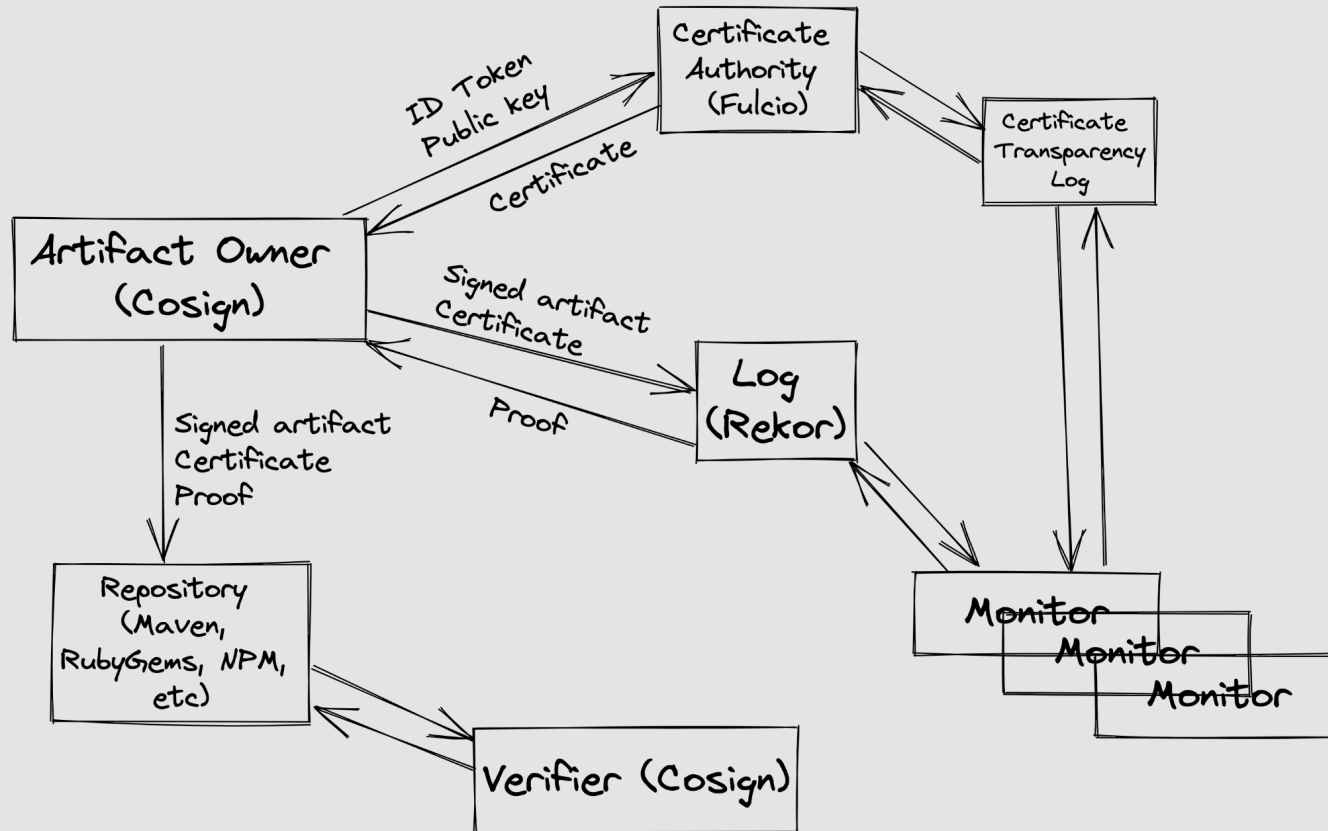 Certificate
Authority
(Fulcio)
ID Token
Public key
Certificate
Certificate
Transparency
Log
Artifact Owner
(Cosign)
Signed artifact
Certificate
Proof
Log
(Rekor)
Signed artifact
Certificate
Proof
Repository
(Maven,
RubyGems, NPM,
etc)
Monitor
Monitor
Monitor
Verifier (Cosign)